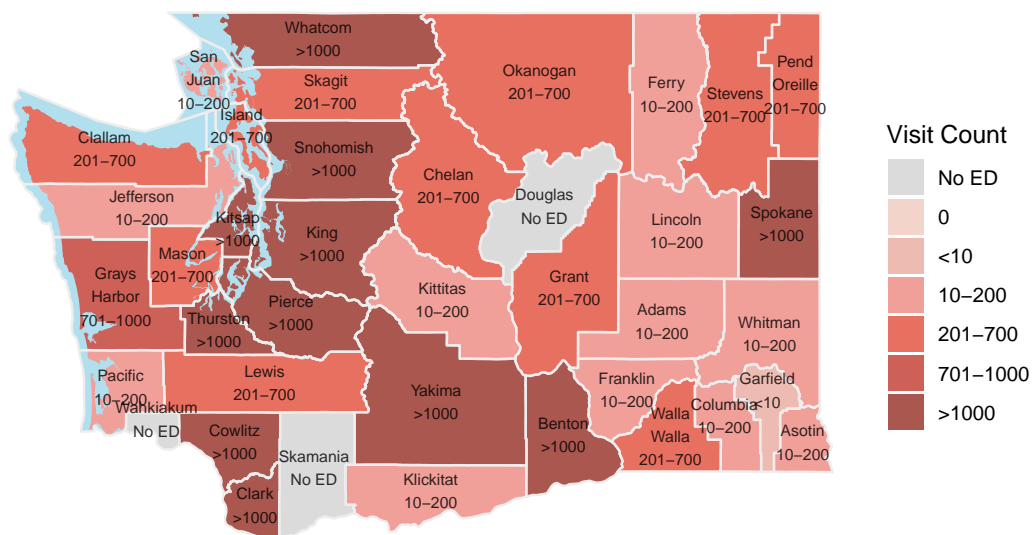 Whatcom
>1000
San
Juan
10–200
Skagit
201–700
Island
201–700
Okanogan
201–700
Ferry
10–200
Stevens
201–700
Pend
Oreille
201–700
Clallam
201–700
Snohomish
>1000
Chelan
201–700
Douglas
No ED
Jefferson
10–200
Kitsap
>1000
King
>1000
Lincoln
10–200
Spokane
>1000
Grays
Harbor
701–1000
Mason
201–700
Kittitas
10–200
Grant
201–700
Thurston
>1000
Pierce
>1000
Adams
10–200
Whitman
10–200
Pacific
10–200
Lewis
201–700
Yakima
>1000
Franklin
10–200
Garfield
<10
Wahkiakum
No ED
Cowlitz
>1000
Skamania
No ED
Benton
>1000
Walla
Walla
201–700
Columbia
10–200
Asotin
10–200
Clark
>1000
Klickitat
10–200
Visit Count
No ED
0
<10
10–200
201–700
701–1000
>1000